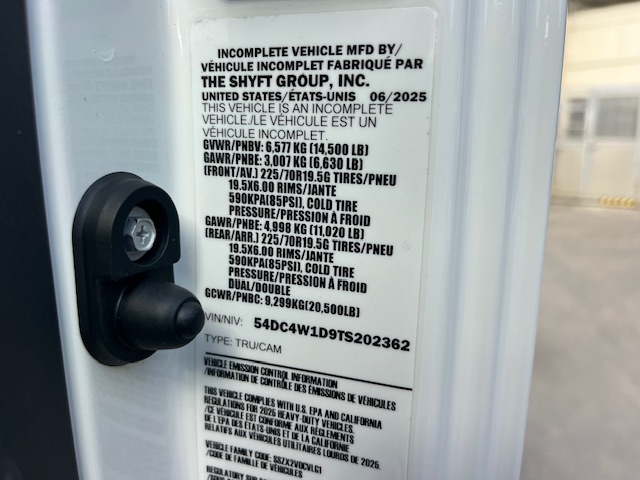 INCOMPLETE VEHICLE MFD BY/
VÉHICULE INCOMPLET FABRIQUÉ PAR
THE SHYFT GROUP, INC.
UNITED STATES/ÉTATS-UNIS 06/2025
THIS VEHICLE IS AN INCOMPLETE
VEHICLE./LE VÉHICULE EST UN
VÉHICULE INCOMPLET.
GVWR/PNBV: 6,577 KG (14,500 LB)
GAWR/PNBE: 3,007 KG (6,630 LB)
(FRONT/AV.) 225/70R19.5G TIRES/PNEU
19.5X6.00 RIMS/JANTE
590KPA(85PSI), COLD TIRE
PRESSURE/PRESSION À FROID
GAWR/PNBE: 4,998 KG (11,020 LB)
(REAR/ARR.) 225/70R19.5G TIRES/PNEU
19.5X6.00 RIMS/JANTE
590KPA(85PSI), COLD TIRE
PRESSURE/PRESSION À FROID
DUAL/DOUBLE
GCWR/PNBC: 9,299KG(20,500LB)
VIN/NIV: 54DC4W1D9TS202362
TYPE: TRU/CAM
VEHICLE EMISSION CONTROL INFORMATION
/INFORMATION DE CONTRÔLE DES ÉMISSIONS DE VÉHICULES
THIS VEHICLE COMPLIES WITH U.S. EPA AND CALIFORNIA
REGULATIONS FOR 2026 HEAVY-DUTY VEHICLES.
/CE VÉHICULE EST CONFORME AUX RÈGLEMENTS
DE L'EPA DES ÉTATS-UNIS ET DE LA CALIFORNIE
RELATIFS AUX VÉHICULES UTILITAIRES LOURDS DE 2026.
VEHICLE FAMILY CODE: SSZX2VOCVLG1
/CODE DE FAMILLE DE VÉHICULES
REGULATORY SUB